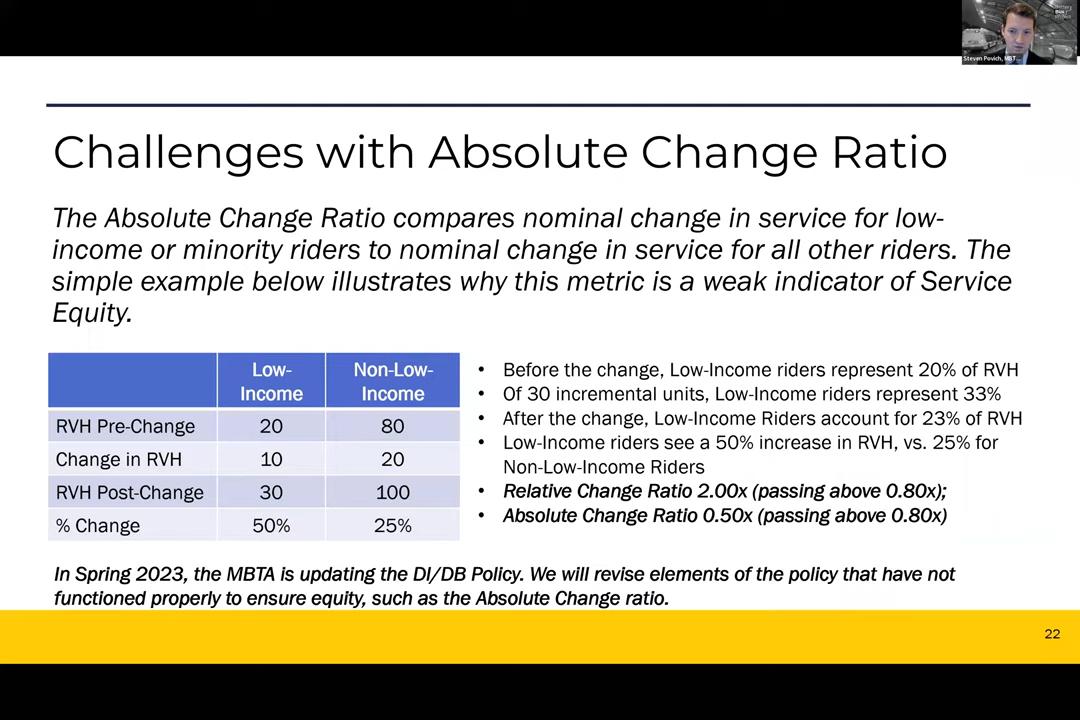 Steven Povich, MBT...
Challenges with Absolute Change Ratio
The Absolute Change Ratio compares nominal change in service for low-
income or minority riders to nominal change in service for all other riders. The
simple example below illustrates why this metric is a weak indicator of Service
Equity.
Low-
Income
Non-Low-
Income
RVH Pre-Change 20 80
Change in RVH 10 20
RVH Post-Change 30 100
% Change 50% 25%
• Before the change, Low-Income riders represent 20% of RVH
• Of 30 incremental units, Low-Income riders represent 33%
• After the change, Low-Income Riders account for 23% of RVH
• Low-Income riders see a 50% increase in RVH, vs. 25% for
Non-Low-Income Riders
• Relative Change Ratio 2.00x (passing above 0.80x);
• Absolute Change Ratio 0.50x (passing above 0.80x)
In Spring 2023, the MBTA is updating the DI/DB Policy. We will revise elements of the policy that have not
functioned properly to ensure equity, such as the Absolute Change ratio.
22